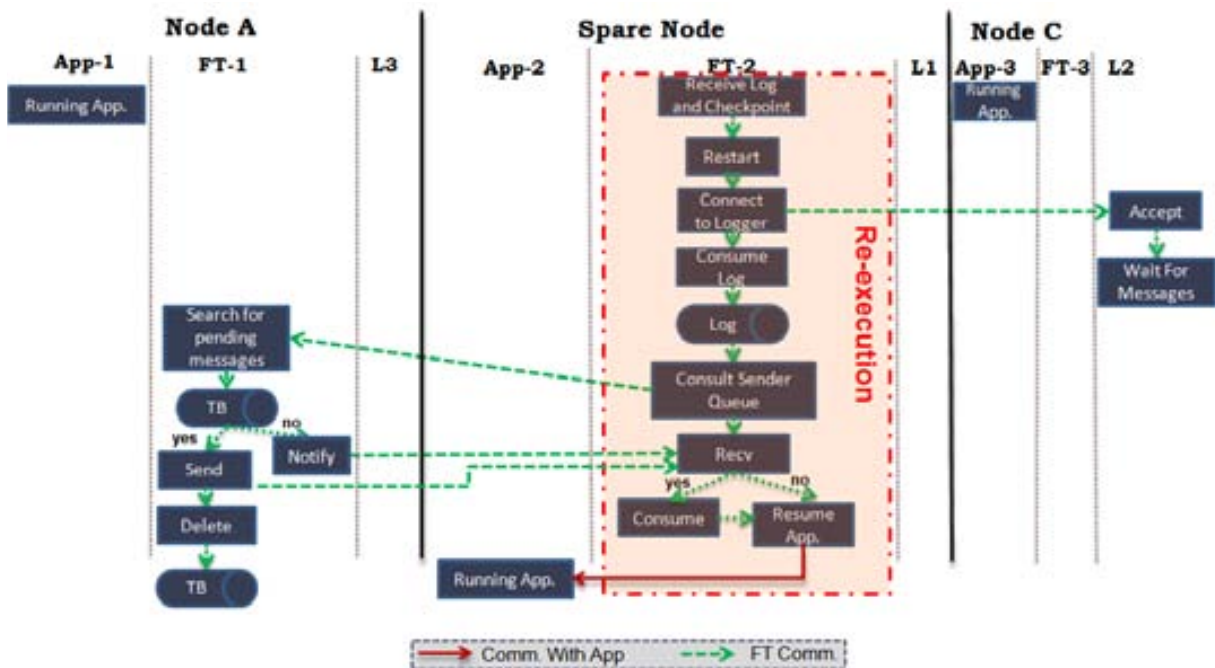 Node A
Spare Node
Node C
App-1
FT-1
L3
App-2
FT-2
L1
App-3
FT-3
L2
Running App.
Receive Log
and Checkpoint
Running
App.
Restart
Connect
to Logger
Accept
Consume
Log
Wait For
Messages
Re-execution
Search for
pending
messages
Log
Consult Sender
Queue
TB
yes
no
Send
Notify
Recv
yes
no
Delete
Consume
Resume
App.
TB
Running App.
Comm. With App
FT Comm.